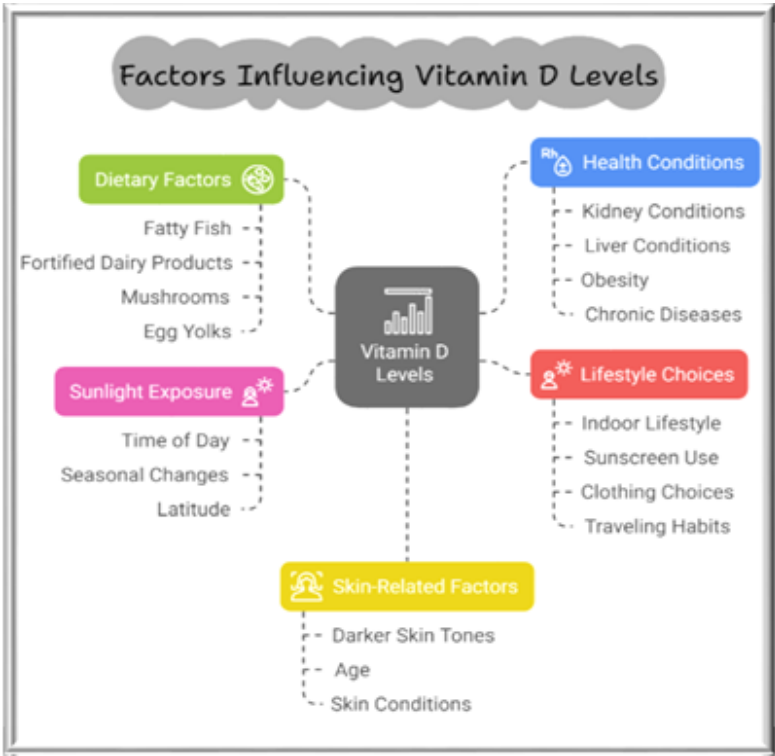 Factors Influencing Vitamin D Levels
Dietary Factors
Fatty Fish
Fortified Dairy Products
Mushrooms
Egg Yolks
Sunlight Exposure
Time of Day
Seasonal Changes
Latitude
Vitamin D
Levels
Rh
Health Conditions
Kidney Conditions
Liver Conditions
Obesity
Chronic Diseases
Lifestyle Choices
Indoor Lifestyle
Sunscreen Use
Clothing Choices
Traveling Habits
Skin-Related Factors
Darker Skin Tones
Age
Skin Conditions